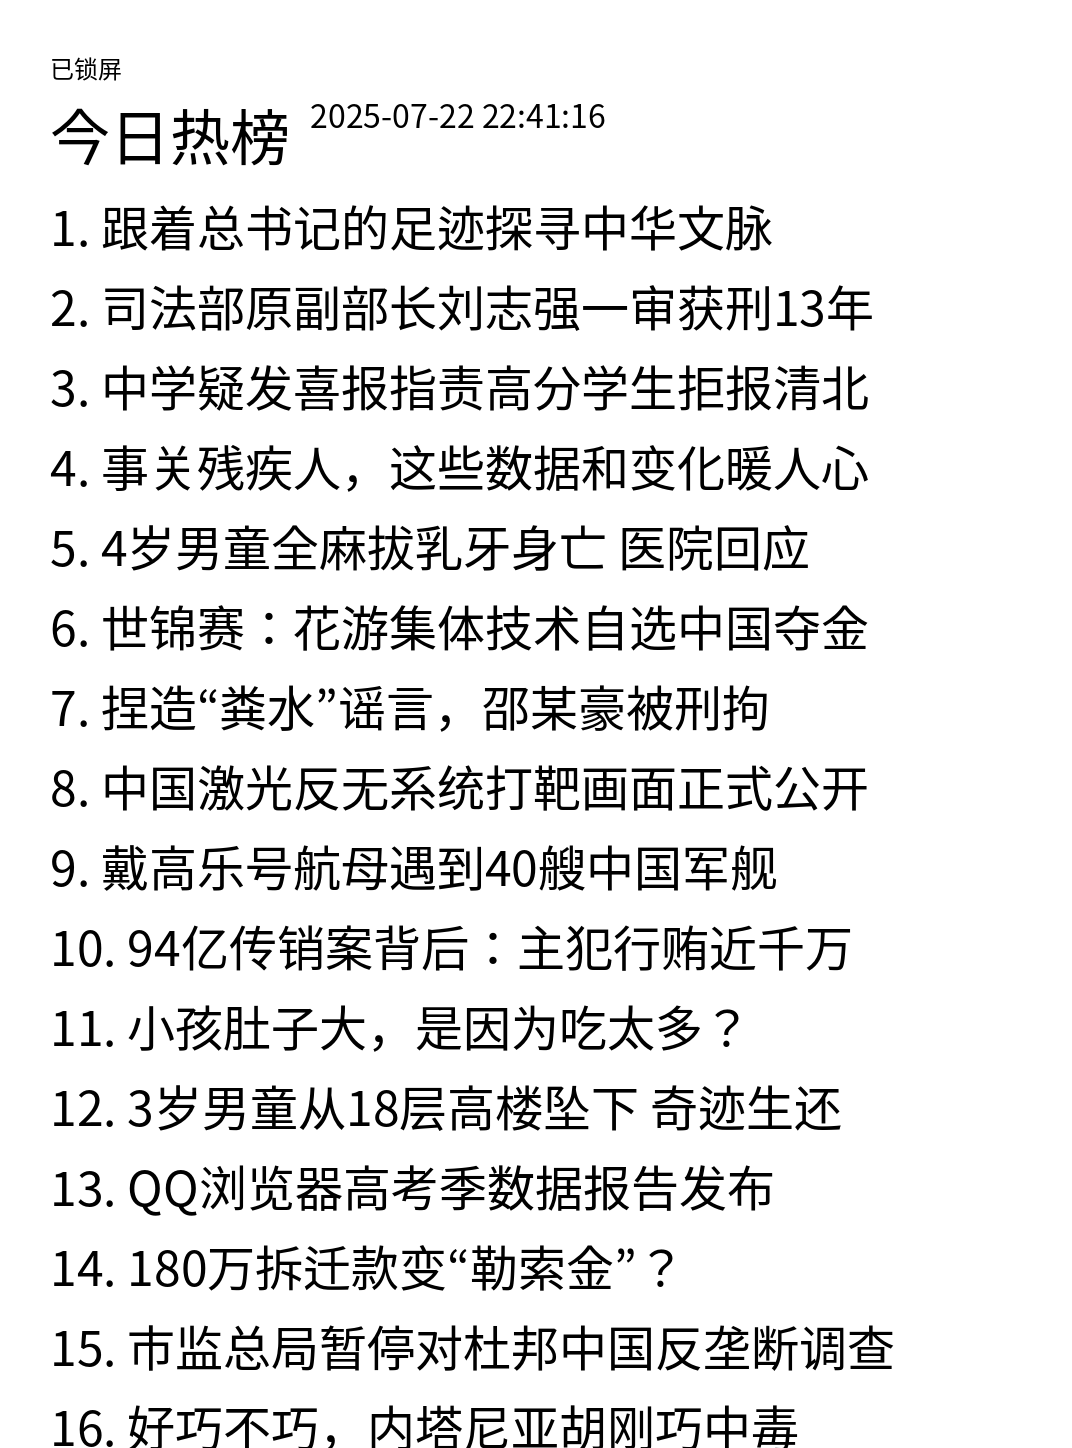 已锁屏
今日热榜 2025-07-22 22:41:16
1. 跟着总书记的足迹探寻中华文脉
2. 司法部原副部长刘志强一审获刑13年
3. 中学疑发喜报指责高分学生拒报清北
4. 事关残疾人，这些数据和变化暖人心
5. 4岁男童全麻拔乳牙身亡 医院回应
6. 世锦赛：花游集体技术自选中国夺金
7. 捏造“粪水”谣言，邵某豪被刑拘
8. 中国激光反无系统打靶画面正式公开
9. 戴高乐号航母遇到40艘中国军舰
10. 94亿传销案背后：主犯行贿近千万
11. 小孩肚子大，是因为吃太多？
12. 3岁男童从18层高楼坠下 奇迹生还
13. QQ浏览器高考季数据报告发布
14. 180万拆迁款变“勒索金”？
15. 市监总局暂停对杜邦中国反垄断调查
16. 好巧不巧，内塔尼亚胡刚巧中毒